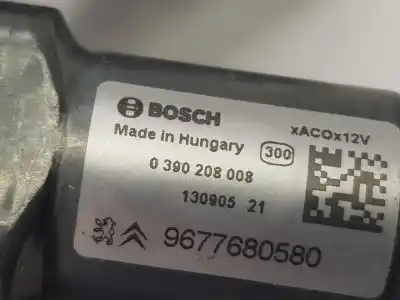 BOSCH
Made in Hungary
300
xACOx12V
0 390 208 008
130905 21
9677680580